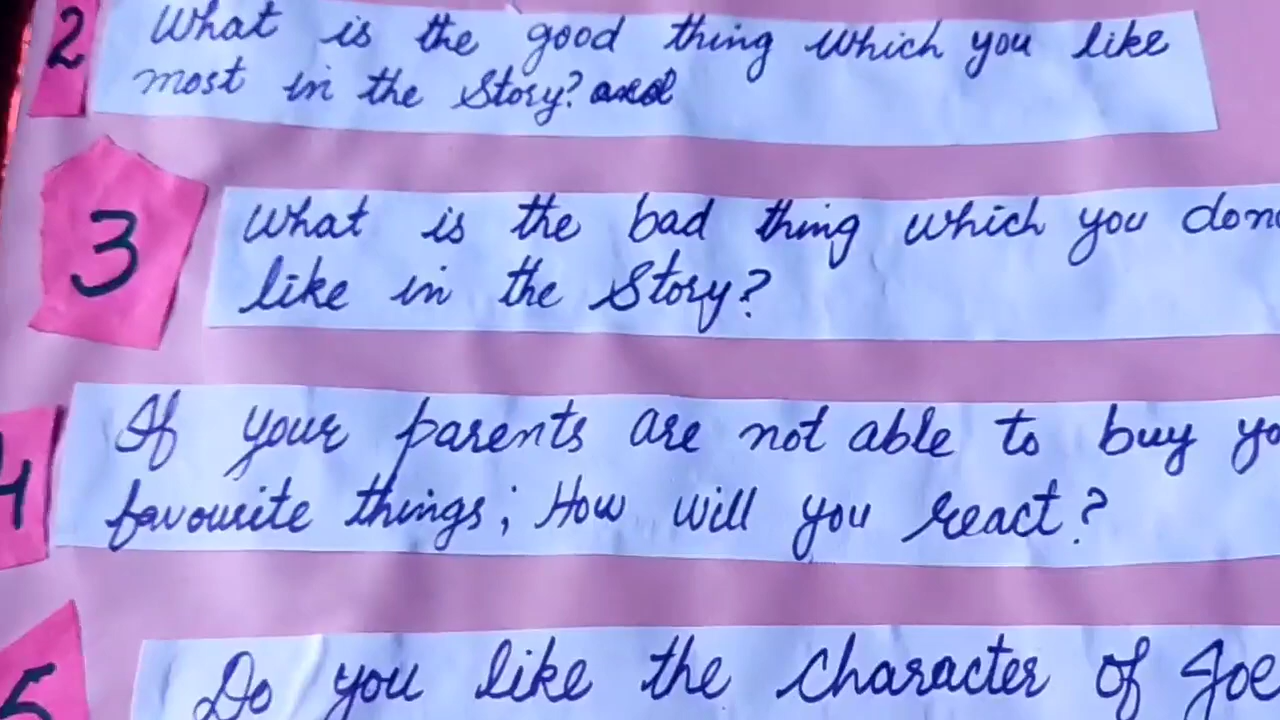 2
What is the good thing which you like
most in the Story?
3
What is the bad thing which you don
like in the Story?
4
If your parents are not able to buy yo
favourite things; How will you react?
5
Do you like the character of Joe